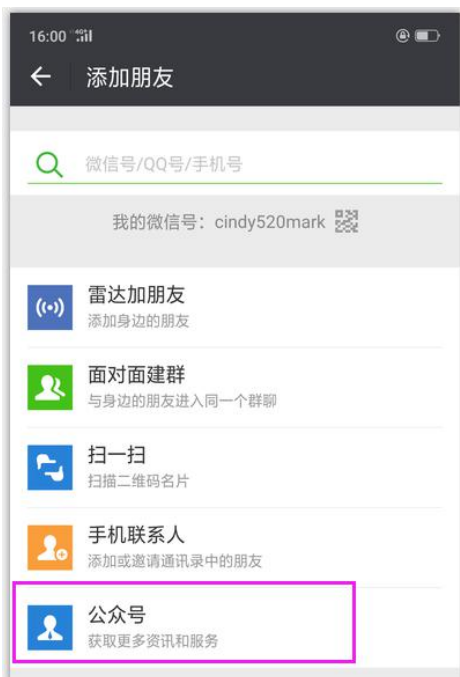 16:00
添加朋友
微信号/QQ号/手机号
我的微信号：cindy520mark
雷达加朋友
添加身边的朋友
面对面建群
与身边的朋友进入同一个群聊
扫一扫
扫描二维码名片
手机联系人
添加或邀请通讯录中的朋友
公众号
获取更多资讯和服务